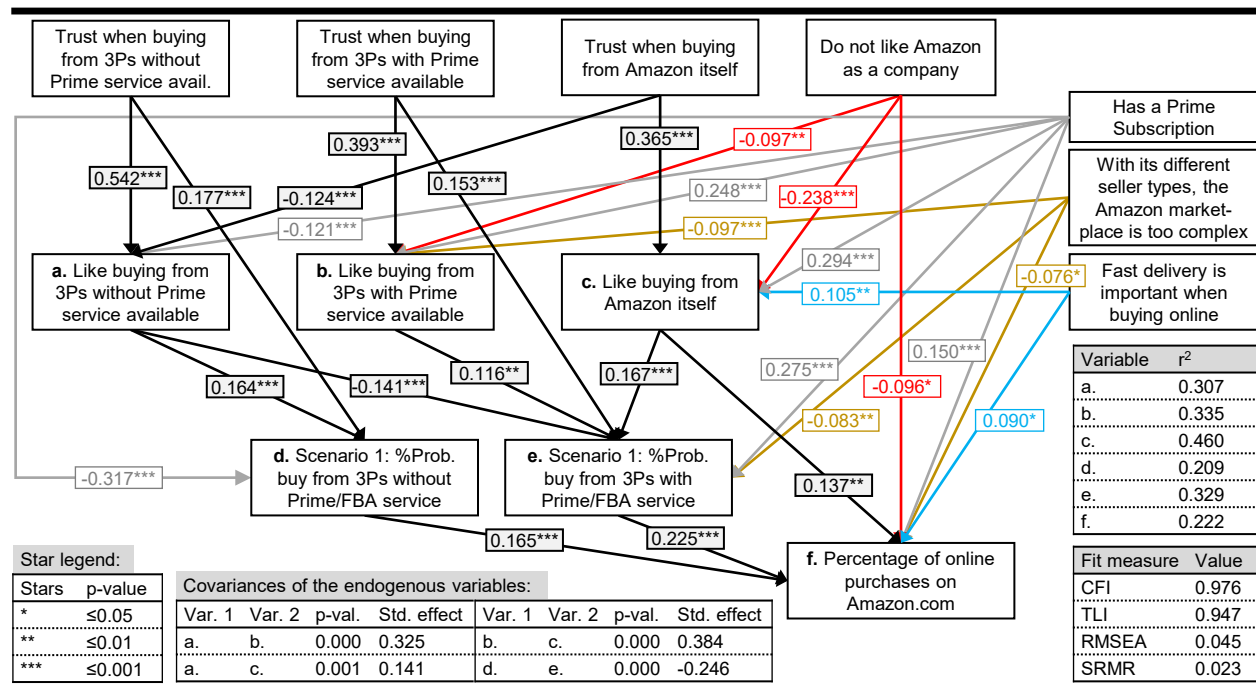 Trust when buying
from 3Ps without
Prime service avail.
Trust when buying
from 3Ps with Prime
service available
Trust when buying
from Amazon itself
Do not like Amazon
as a company
Has a Prime
Subscription
With its different
seller types, the
Amazon market-
place is too complex
Fast delivery is
important when
buying online
0.542***
0.177***
0.393***
-0.124***
0.153***
0.365***
-0.097**
-0.238***
0.248***
-0.121***
-0.097***
0.294***
0.105**
-0.076*
a. Like buying from
3Ps without Prime
service available
b. Like buying from
3Ps with Prime
service available
c. Like buying from
Amazon itself
0.164***
-0.141***
0.116**
0.167***
0.275***
0.150***
-0.096*
-0.083**
0.090*
-0.317***
0.137**
d. Scenario 1: %Prob.
buy from 3Ps without
Prime/FBA service
e. Scenario 1: %Prob.
buy from 3Ps with
Prime/FBA service
0.165***
0.225***
f. Percentage of online
purchases on
Amazon.com
Variable r2
a. 0.307
b. 0.335
c. 0.460
d. 0.209
e. 0.329
f. 0.222
Star legend:
Stars p-value
* ≤0.05
** ≤0.01
*** ≤0.001
Covariances of the endogenous variables:
Var. 1 Var. 2 p-val. Std. effect Var. 1 Var. 2 p-val. Std. effect
a. b. 0.000 0.325 b. c. 0.000 0.384
a. c. 0.001 0.141 d. e. 0.000 -0.246
Fit measure Value
CFI 0.976
TLI 0.947
RMSEA 0.045
SRMR 0.023